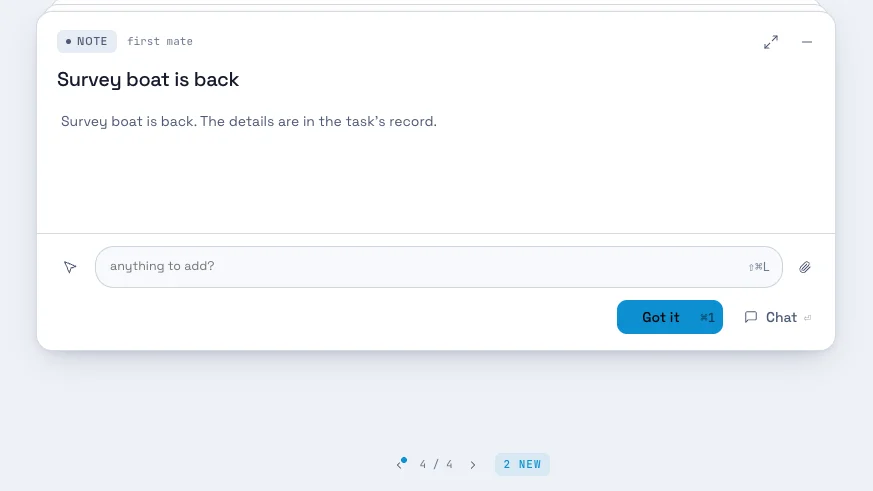 NOTE first mate
Survey boat is back
Survey boat is back. The details are in the task's record.
anything to add? ⇧⌘L
Got it ⌘1 Chat ⏎
4 / 4 2 NEW